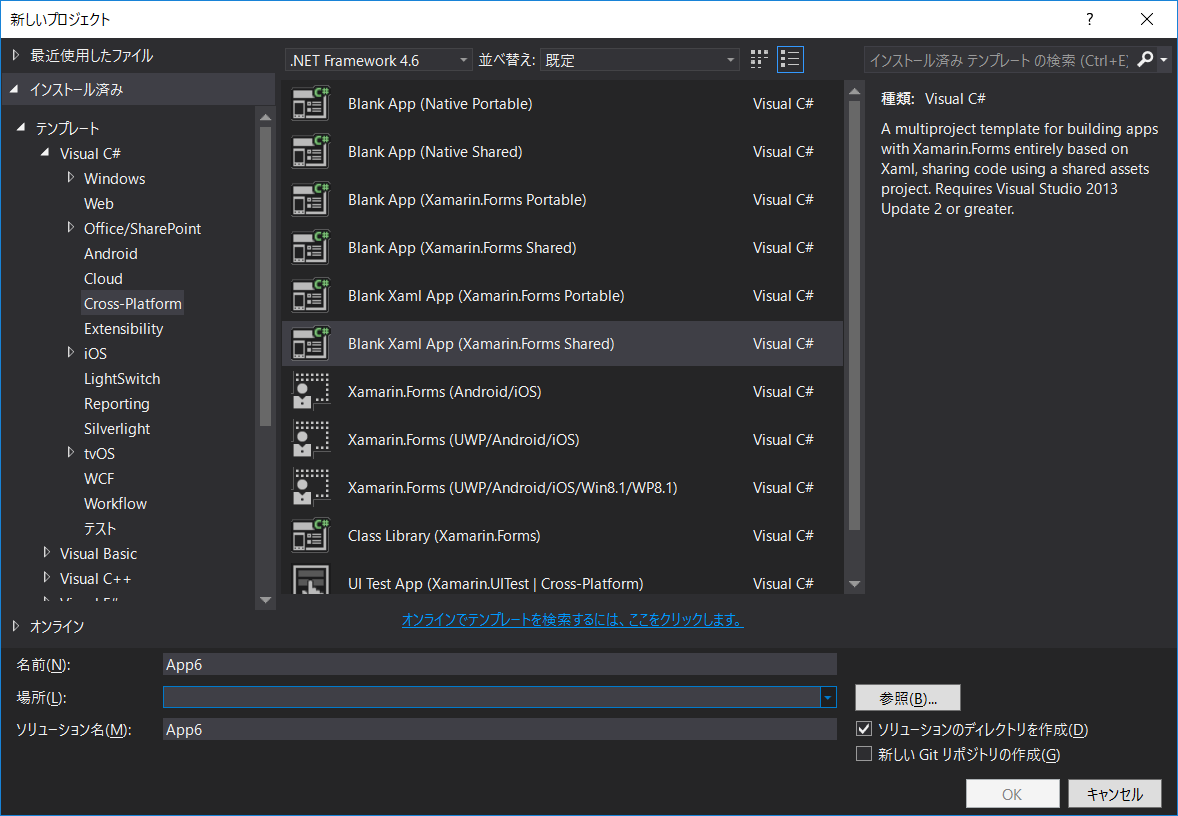 新しいプロジェクト
?
最近使用したファイル
インストール済み
テンプレート
Visual C#
Windows
Web
Office/SharePoint
Android
Cloud
Cross-Platform
Extensibility
iOS
LightSwitch
Reporting
Silverlight
tvOS
WCF
Workflow
テスト
Visual Basic
Visual C++
オンライン
.NET Framework 4.6
並べ替え:
既定
Blank App (Native Portable) Visual C#
Blank App (Native Shared) Visual C#
Blank App (Xamarin.Forms Portable) Visual C#
Blank App (Xamarin.Forms Shared) Visual C#
Blank Xaml App (Xamarin.Forms Portable) Visual C#
Blank Xaml App (Xamarin.Forms Shared) Visual C#
Xamarin.Forms (Android/iOS) Visual C#
Xamarin.Forms (UWP/Android/iOS) Visual C#
Xamarin.Forms (UWP/Android/iOS/Win8.1/WP8.1) Visual C#
Class Library (Xamarin.Forms) Visual C#
UI Test App (Xamarin.UITest | Cross-Platform) Visual C#
オンラインでテンプレートを検索するには、ここをクリックします。
インストール済み テンプレート の検索 (Ctrl+E)
種類: Visual C#
A multiproject template for building apps
with Xamarin.Forms entirely based on
Xaml, sharing code using a shared assets
project. Requires Visual Studio 2013
Update 2 or greater.
名前(N):
App6
場所(L):
参照(B)...
ソリューション名(M):
App6
ソリューションのディレクトリを作成(D)
新しい Git リポジトリの作成(G)
OK
キャンセル